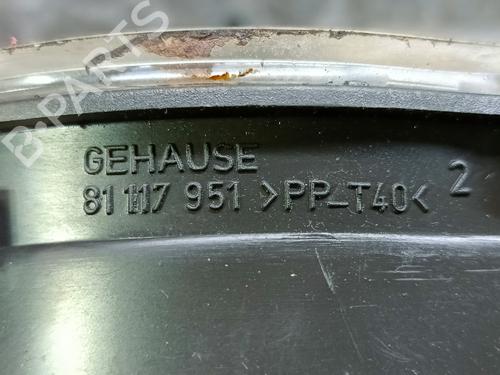 GEHAUSE
81 117 951 >PP_T40< 2
B-PARTS